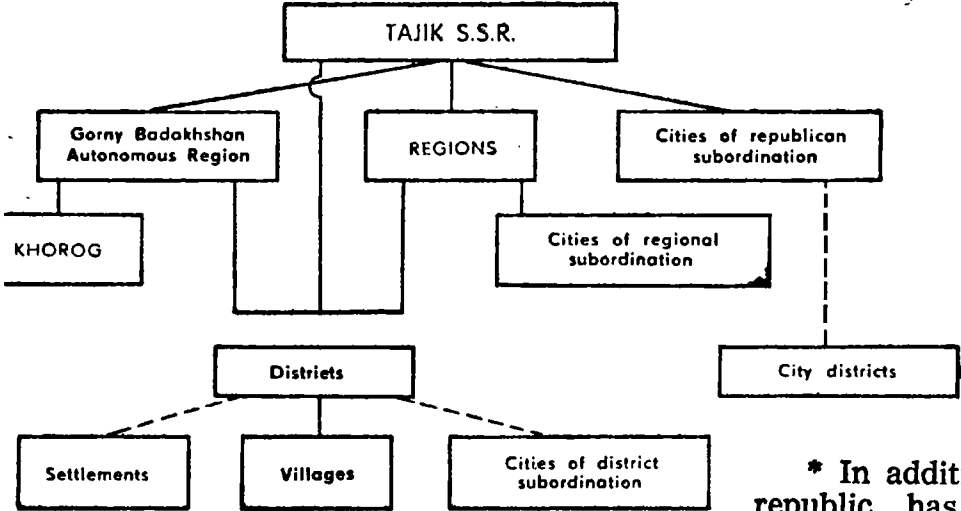 TAJIK S.S.R.
Gorny Badakhshan
Autonomous Region
REGIONS
Cities of republican
subordination
KHOROG
Cities of regional
subordination
Districts
City districts
Settlements
Villages
Cities of district
subordination
* In addit
republic has